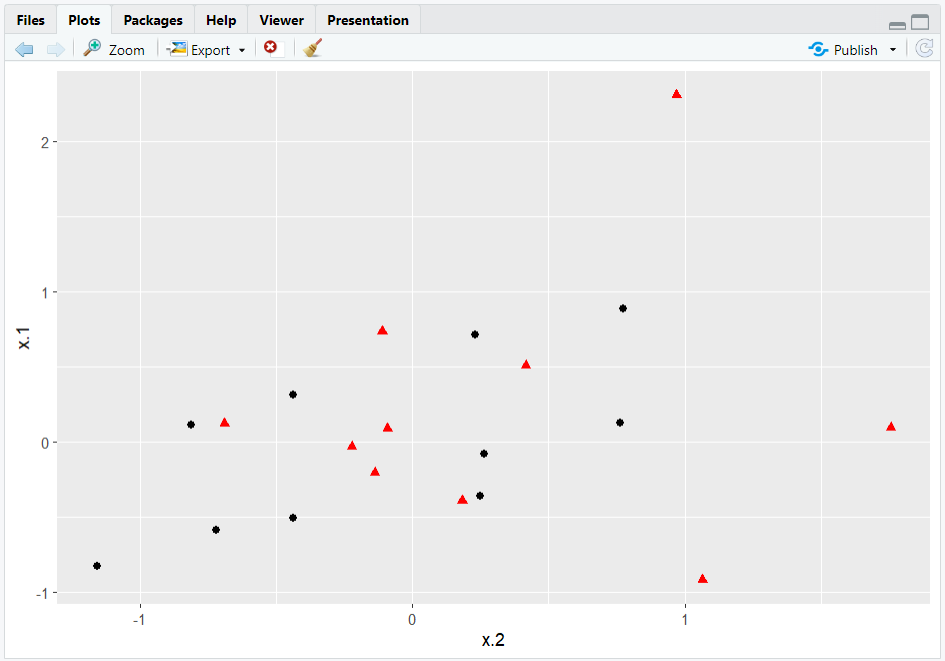 Files Plots Packages Help Viewer Presentation
Zoom Export Publish
2
1
0
-1
x.1
-1 0 1
x.2